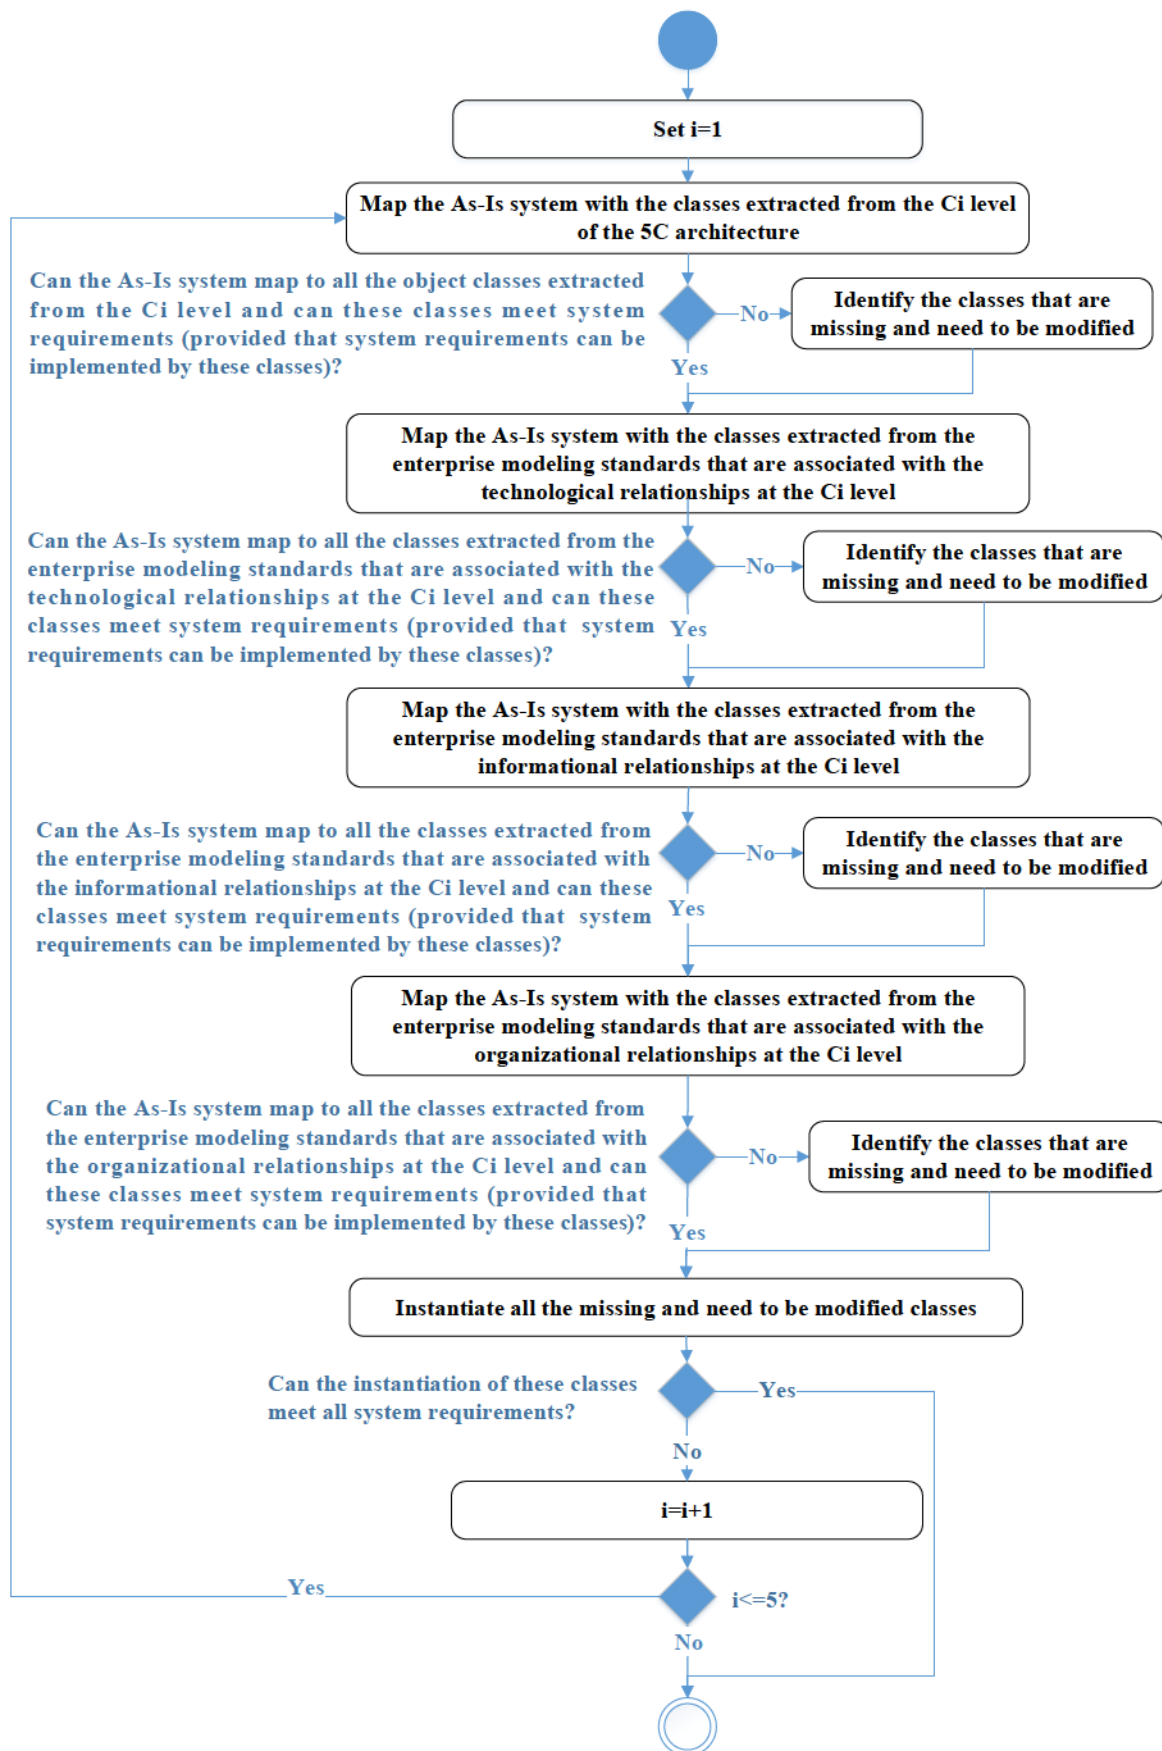 Set i=1
Map the As-Is system with the classes extracted from the Ci level
of the 5C architecture
Can the As-Is system map to all the object classes extracted
from the Ci level and can these classes meet system
requirements (provided that system requirements can be
implemented by these classes)?
No
Identify the classes that are
missing and need to be modified
Yes
Map the As-Is system with the classes extracted from the
enterprise modeling standards that are associated with the
technological relationships at the Ci level
Can the As-Is system map to all the classes extracted from the
enterprise modeling standards that are associated with the
technological relationships at the Ci level and can these
classes meet system requirements (provided that system
requirements can be implemented by these classes)?
No
Identify the classes that are
missing and need to be modified
Yes
Map the As-Is system with the classes extracted from the
enterprise modeling standards that are associated with the
informational relationships at the Ci level
Can the As-Is system map to all the classes extracted from
the enterprise modeling standards that are associated with
the informational relationships at the Ci level and can these
classes meet system requirements (provided that system
requirements can be implemented by these classes)?
No
Identify the classes that are
missing and need to be modified
Yes
Map the As-Is system with the classes extracted from the
enterprise modeling standards that are associated with the
organizational relationships at the Ci level
Can the As-Is system map to all the classes extracted from
the enterprise modeling standards that are associated with
the organizational relationships at the Ci level and can
these classes meet system requirements (provided that
system requirements can be implemented by these classes)?
No
Identify the classes that are
missing and need to be modified
Yes
Instantiate all the missing and need to be modified classes
Can the instantiation of these classes
meet all system requirements?
Yes
No
i=i+1
Yes
i<=5?
No